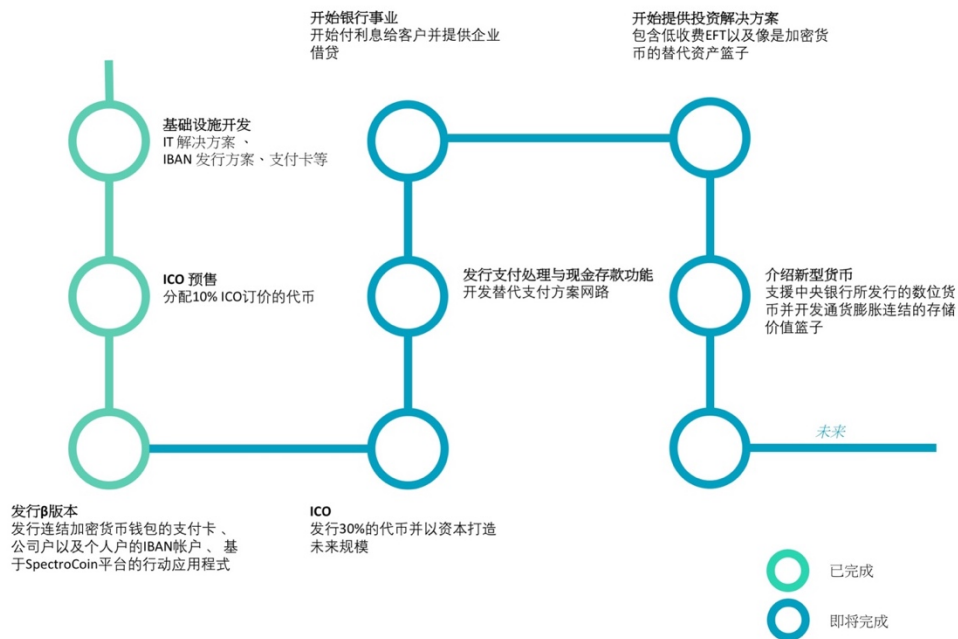 基础设施开发
IT 解决方案 、
IBAN 发行方案、支付卡等
ICO 预售
分配10% ICO订价的代币
发行β版本
发行连结加密货币钱包的支付卡 、
公司户以及个人户的IBAN帐户 、 基
于SpectroCoin平台的行动应用程式
ICO
发行30%的代币并以资本打造
未来规模
发行支付处理与现金存款功能
开发替代支付方案网路
开始银行事业
开始付利息给客户并提供企业
借贷
开始提供投资解决方案
包含低收费EFT以及像是加密货
币的替代资产篮子
介绍新型货币
支援中央银行所发行的数位货
币并开发通货膨胀连结的存储
价值篮子
未来
已完成
即将完成